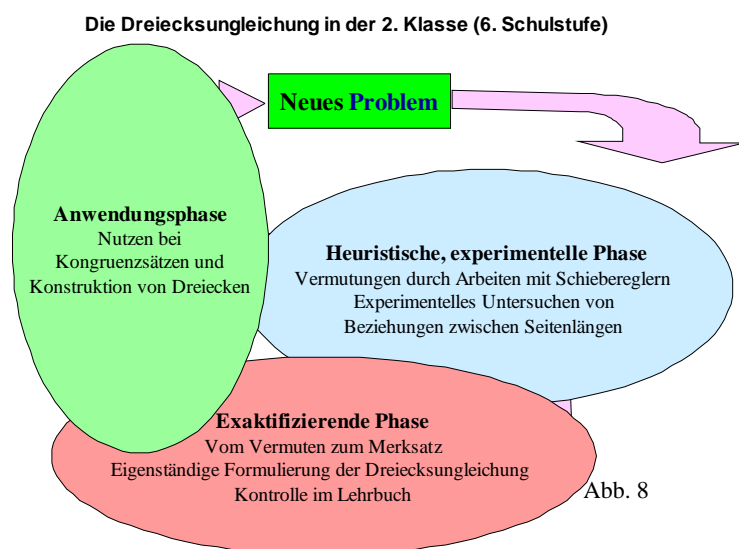 Die Dreiecksungleichung in der 2. Klasse (6. Schulstufe)
Neues Problem
Anwendungsphase
Nutzen bei
Kongruenzsätzen und
Konstruktion von Dreiecken
Heuristische, experimentelle Phase
Vermutungen durch Arbeiten mit Schiebereglern
Experimentelles Untersuchen von
Beziehungen zwischen Seitenlängen
Exaktifizierende Phase
Vom Vermuten zum Merksatz
Eigenständige Formulierung der Dreiecksungleichung
Kontrolle im Lehrbuch
Abb. 8